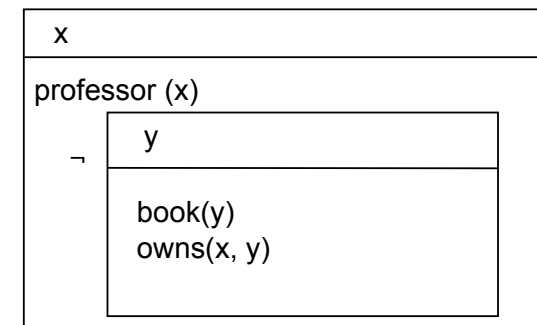 x
professor (x)
y
¬
book(y)
owns(x, y)